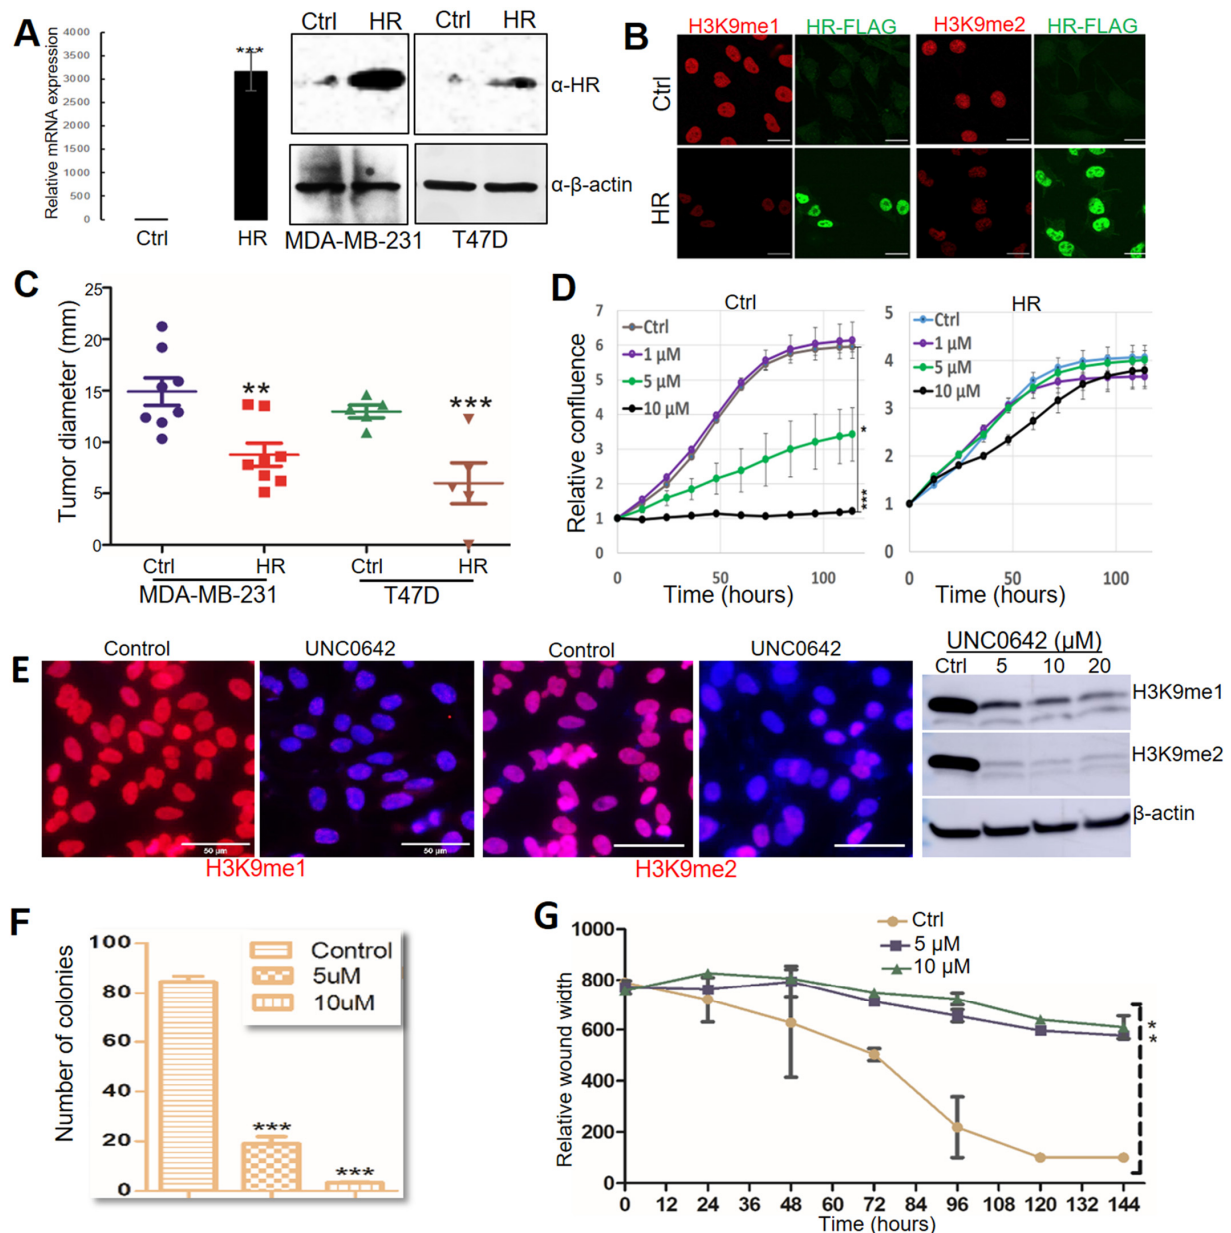 A
Relative mRNA expression
4000
3500
3000
2500
2000
1500
1000
500
0
***
Ctrl
HR
Ctrl HR
Ctrl HR
α-HR
α-β-actin
MDA-MB-231
T47D
B
H3K9me1
HR-FLAG
H3K9me2
HR-FLAG
Ctrl
HR
C
Tumor diameter (mm)
25
20
15
10
5
0
**
***
Ctrl
HR
Ctrl
HR
MDA-MB-231
T47D
D
Ctrl
Relative confluence
7
6
5
4
3
2
1
0
Ctrl
1 μM
5 μM
10 μM
*
***
0
50
100
Time (hours)
HR
5
4
3
2
1
0
Ctrl
1 μM
5 μM
10 μM
0
50
100
Time (hours)
E
Control
UNC0642
Control
UNC0642
50 μm
50 μm
H3K9me1
H3K9me2
UNC0642 (μM)
Ctrl 5 10 20
H3K9me1
H3K9me2
β-actin
F
Number of colonies
100
80
60
40
20
0
Control
5uM
10uM
***
***
G
Relative wound width
1000
800
600
400
200
0
Ctrl
5 μM
10 μM
**
0 12 24 36 48 60 72 84 96 108 120 132 144
Time (hours)